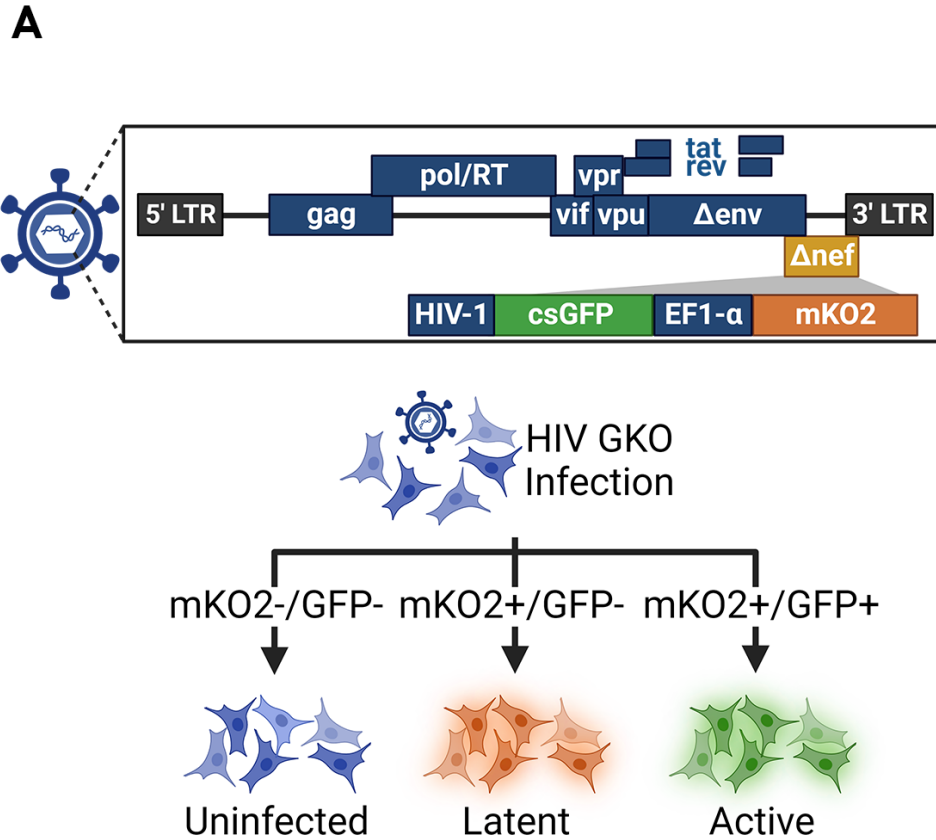 A
tat
rev
pol/RT
vpr
5' LTR
gag
vif
vpu
Δenv
3' LTR
Δnef
HIV-1
csGFP
EF1-α
mKO2
HIV GKO
Infection
mKO2-/GFP-
mKO2+/GFP-
mKO2+/GFP+
Uninfected
Latent
Active